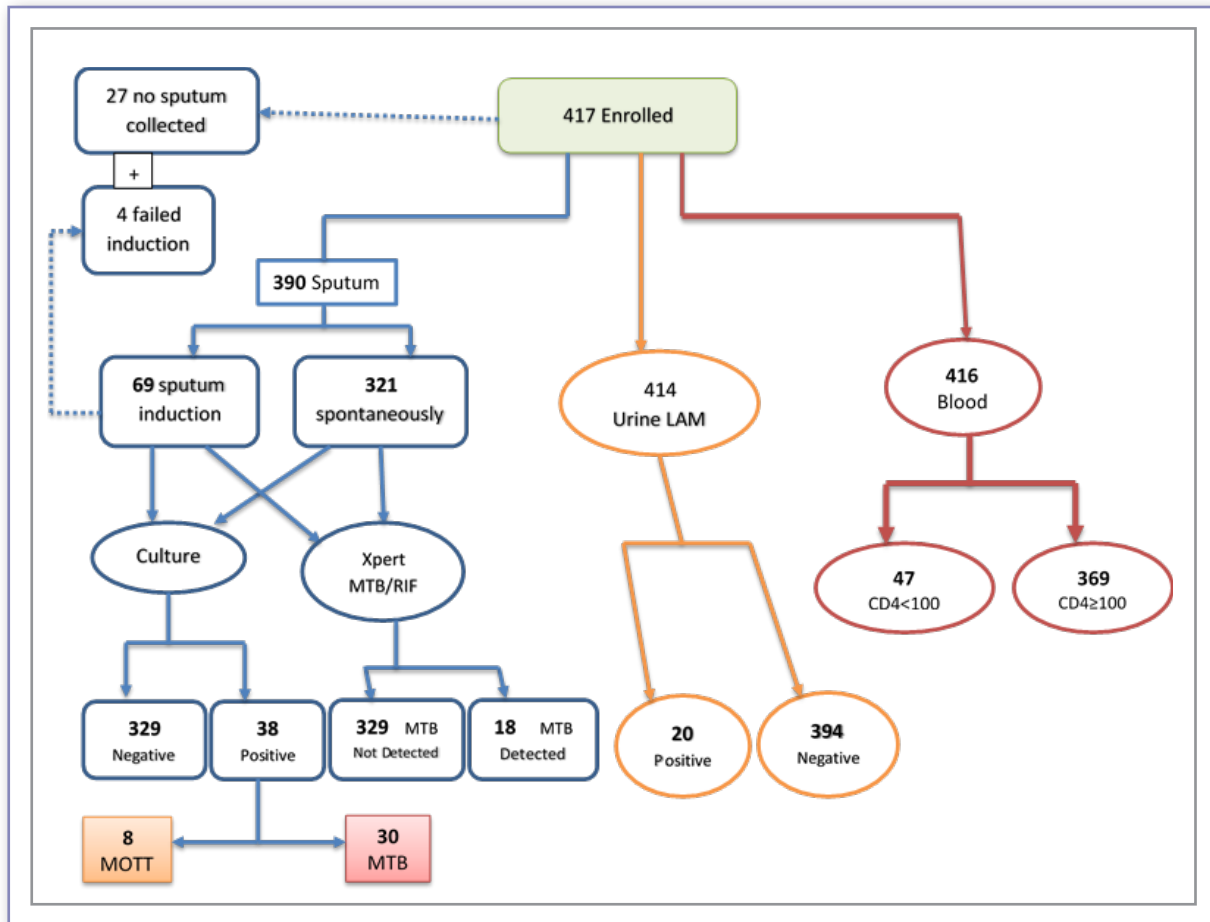 417 Enrolled
27 no sputum
collected
+
4 failed
induction
390 Sputum
69 sputum
induction
321
spontaneously
414
Urine LAM
416
Blood
Culture
Xpert
MTB/RIF
47
CD4<100
369
CD4≥100
329
Negative
38
Positive
329 MTB
Not Detected
18 MTB
Detected
20
Positive
394
Negative
8
MOTT
30
MTB